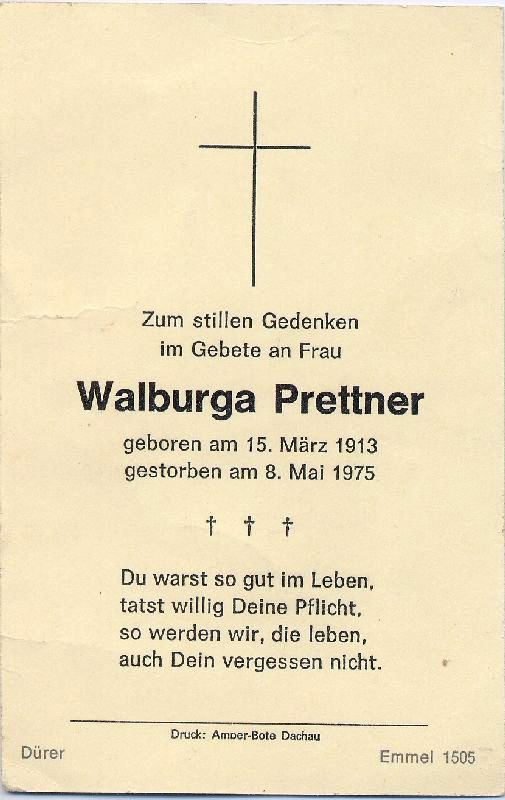 Zum stillen Gedenken
im Gebete an Frau
Walburga Prettner
geboren am 15. März 1913
gestorben am 8. Mai 1975
† † †
Du warst so gut im Leben,
tatst willig Deine Pflicht,
so werden wir, die leben,
auch Dein vergessen nicht.
Druck: Amper-Bote Dachau
Dürer
Emmel 1505